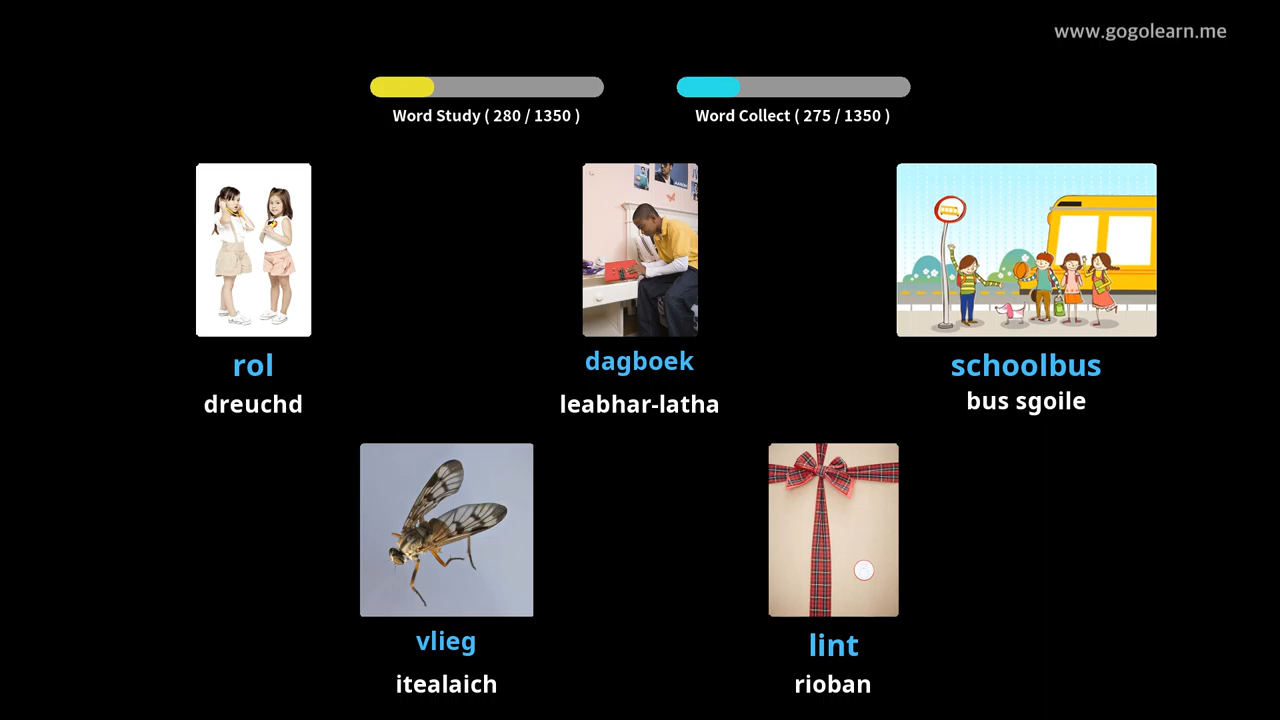 www.gogolearn.me
Word Study ( 280 / 1350 )
Word Collect ( 275 / 1350 )
rol
dreuchd
dagboek
leabhar-latha
schoolbus
bus sgoile
vlieg
itealaich
lint
rioban